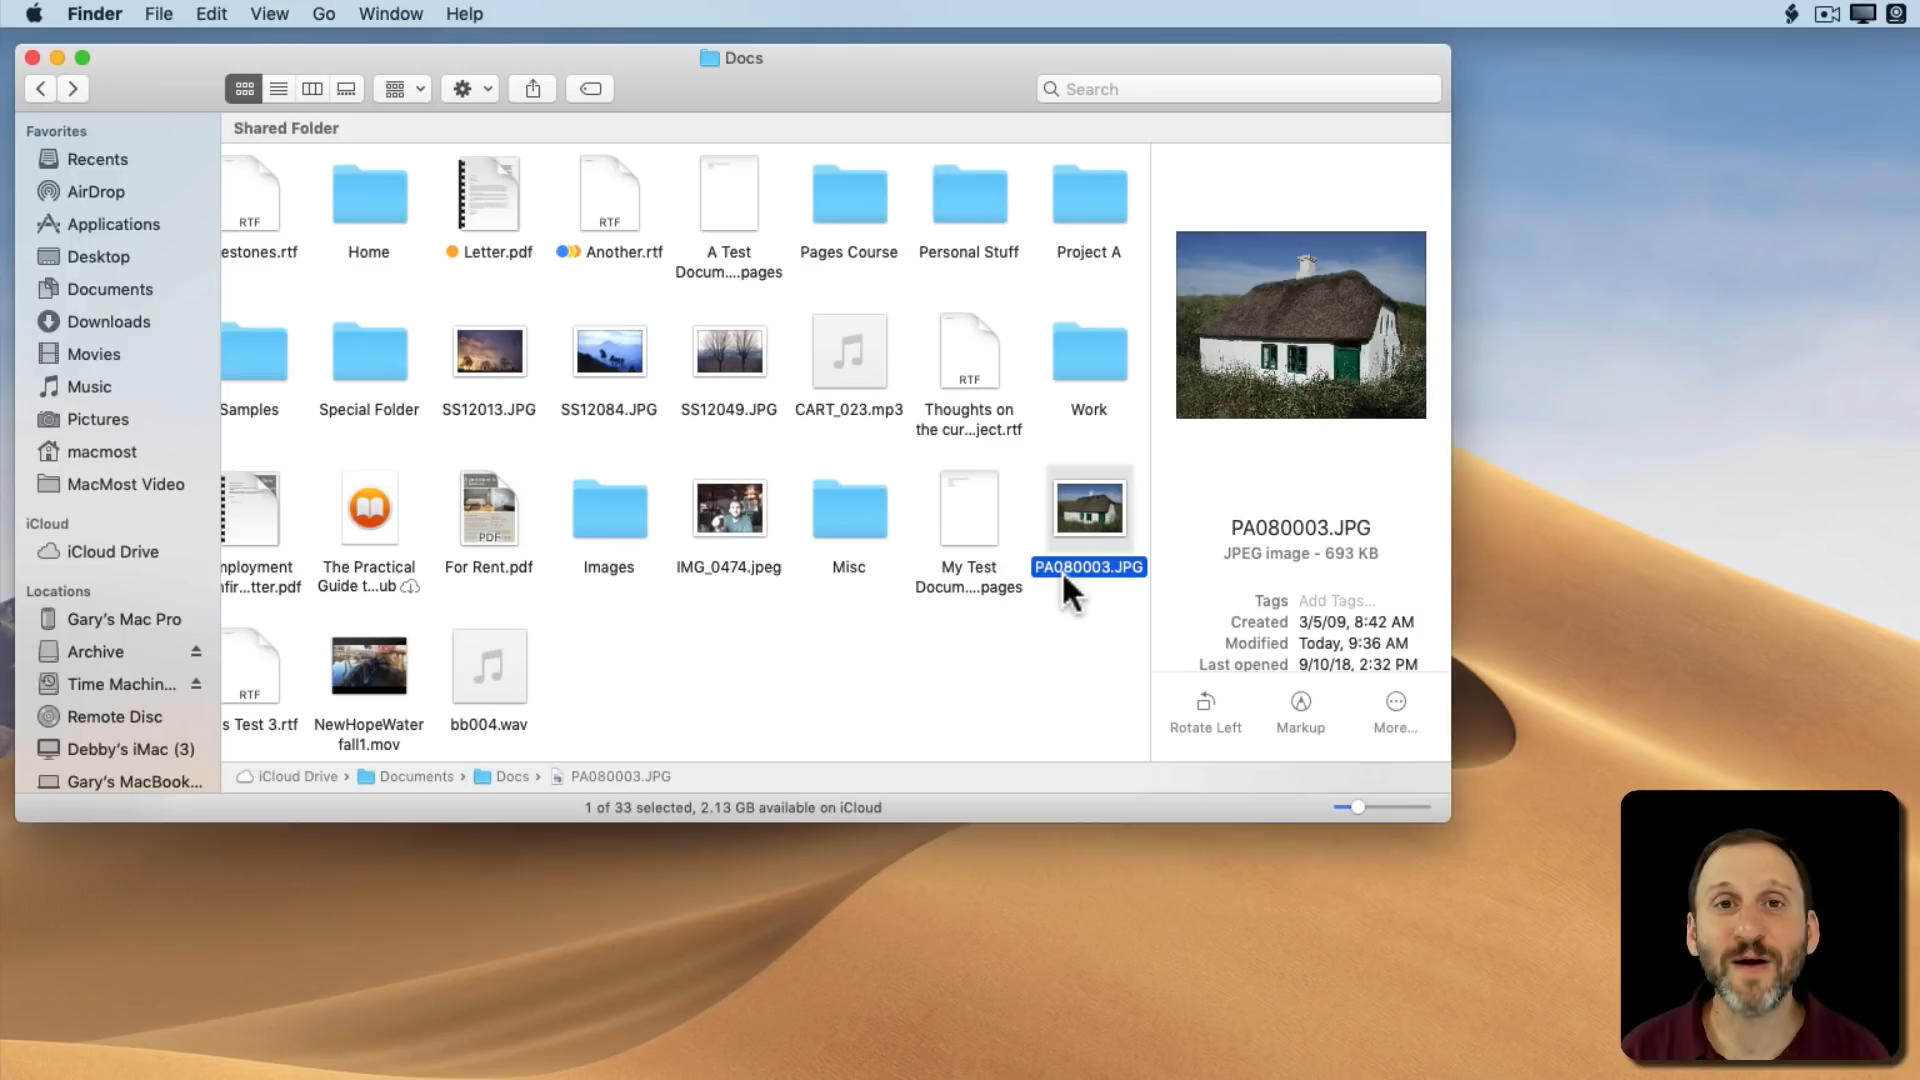 Finder File Edit View Go Window Help
Docs
Search
Favorites
Recents
AirDrop
Applications
Desktop
Documents
Downloads
Movies
Music
Pictures
macmost
MacMost Video
iCloud
iCloud Drive
Locations
Gary's Mac Pro
Archive
Time Machin...
Remote Disc
Debby's iMac (3)
Gary's MacBook...
Shared Folder
RTF RTF
estones.rtf Home Letter.pdf Another.rtf A Test Pages Course Personal Stuff Project A
Docum....pages
RTF
Samples Special Folder SS12013.JPG SS12084.JPG SS12049.JPG CART_023.mp3 Thoughts on Work
the cur...ject.rtf
PDF
nployment The Practical For Rent.pdf Images IMG_0474.jpeg Misc My Test PA080003.JPG
nfir...tter.pdf Guide t...ub Docum....pages
RTF
s Test 3.rtf NewHopeWater bb004.wav
fall1.mov
PA080003.JPG
JPEG image - 693 KB
Tags Add Tags...
Created 3/5/09, 8:42 AM
Modified Today, 9:36 AM
Last opened 9/10/18, 2:32 PM
Rotate Left Markup More...
iCloud Drive › Documents › Docs › PA080003.JPG
1 of 33 selected, 2.13 GB available on iCloud